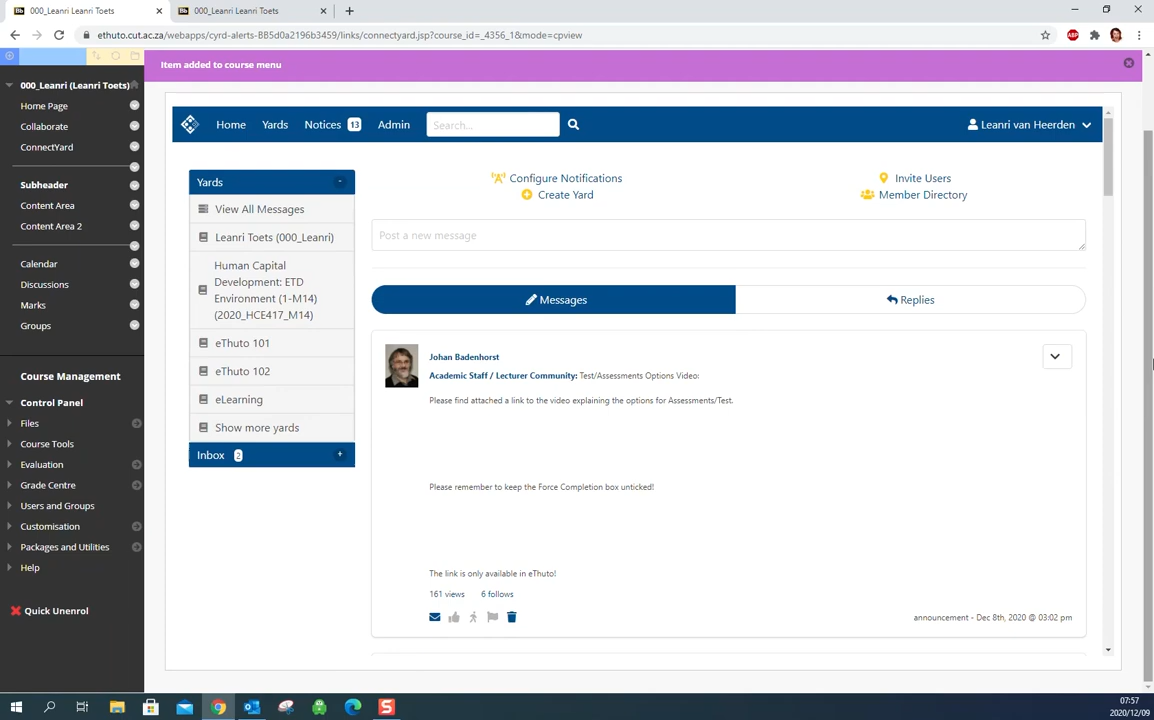 000_Leanri Leanri Toets
000_Leanri Leanri Toets
ethuto.cut.ac.za/webapps/cyrd-alerts-BB5d0a2196b3459/links/connectyard.jsp?course_id=_4356_1&mode=cpview
ABP
Item added to course menu
000_Leanri (Leanri Toets)
Home Page
Collaborate
ConnectYard
Subheader
Content Area
Content Area 2
Calendar
Discussions
Marks
Groups
Course Management
Control Panel
Files
Course Tools
Evaluation
Grade Centre
Users and Groups
Customisation
Packages and Utilities
Help
Quick Unenrol
Home Yards Notices 13 Admin Search... Leanri van Heerden
Yards
View All Messages
Leanri Toets (000_Leanri)
Human Capital
Development: ETD
Environment (1-M14)
(2020_HCE417_M14)
eThuto 101
eThuto 102
eLearning
Show more yards
Inbox 2
Configure Notifications
Create Yard
Invite Users
Member Directory
Post a new message
Messages Replies
Johan Badenhorst
Academic Staff / Lecturer Community: Test/Assessments Options Video:
Please find attached a link to the video explaining the options for Assessments/Test.
Please remember to keep the Force Completion box unticked!
The link is only available in eThuto!
161 views 6 follows
announcement - Dec 8th, 2020 @ 03:02 pm
07:57
2020/12/09